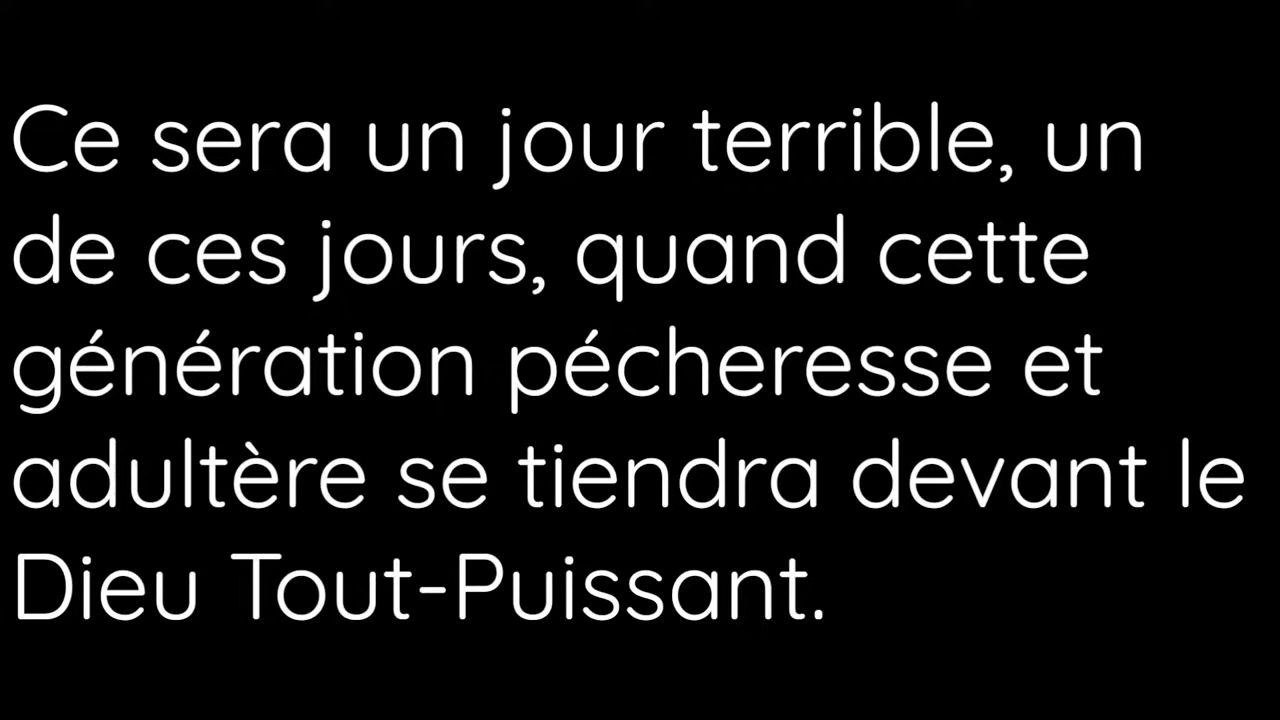 Ce sera un jour terrible, un
de ces jours, quand cette
génération pécheresse et
adultère se tiendra devant le
Dieu Tout-Puissant.